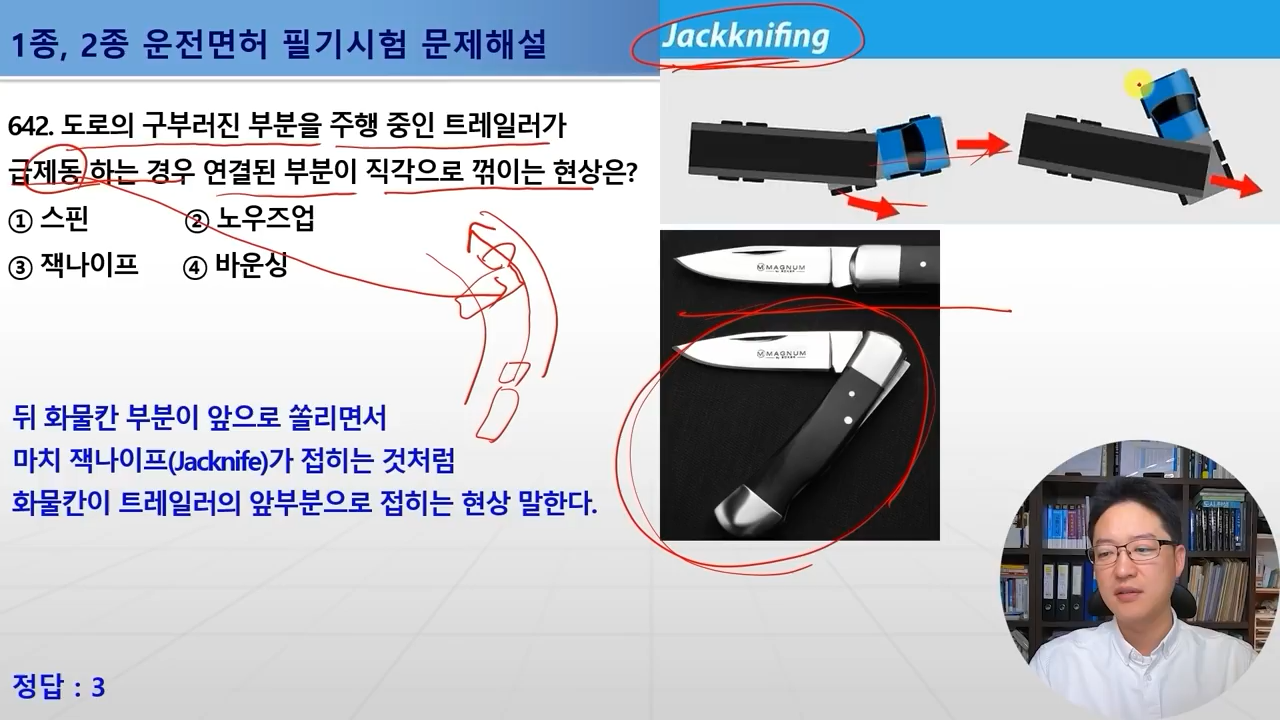 1종, 2종 운전면허 필기시험 문제해설
Jackknifing
642. 도로의 구부러진 부분을 주행 중인 트레일러가
급제동 하는 경우 연결된 부분이 직각으로 꺾이는 현상은?
① 스핀 ② 노우즈업
③ 잭나이프 ④ 바운싱
MAGNUM
MAGNUM
뒤 화물칸 부분이 앞으로 쏠리면서
마치 잭나이프(Jacknife)가 접히는 것처럼
화물칸이 트레일러의 앞부분으로 접히는 현상 말한다.
정답 : 3